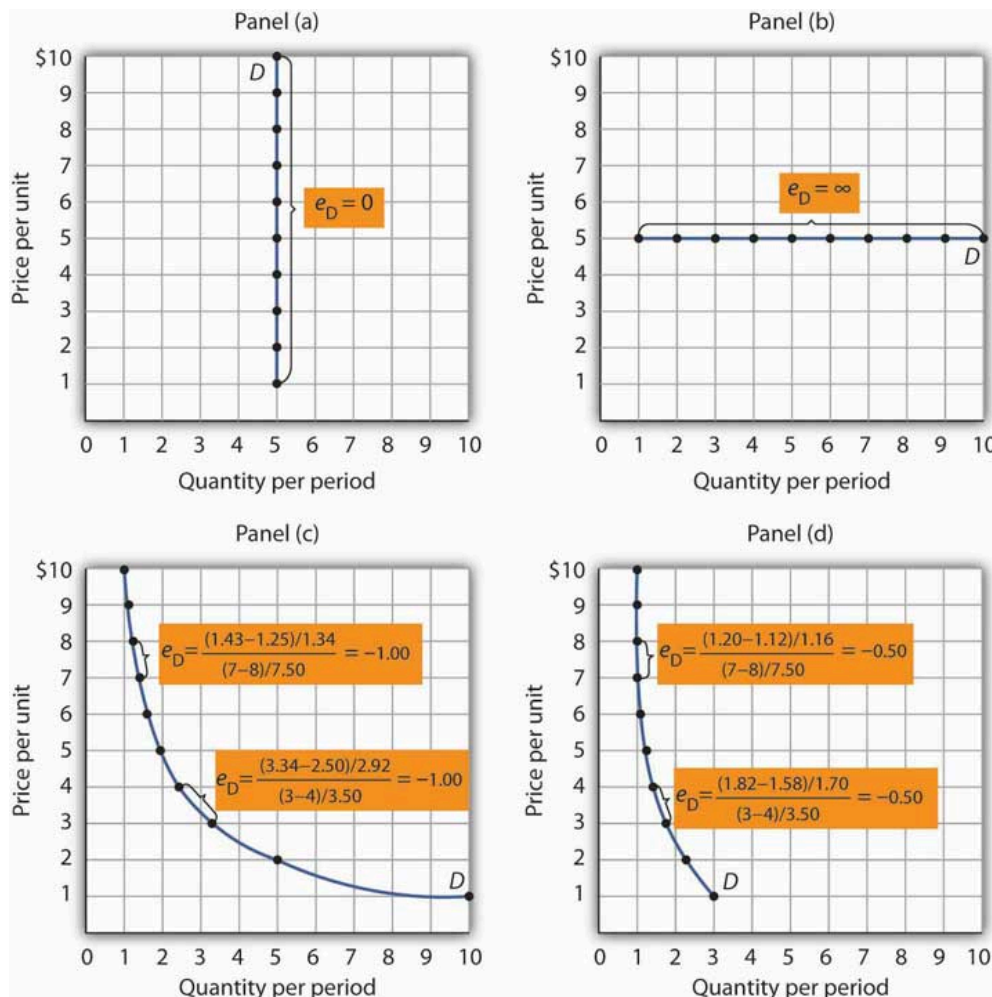 Panel (a)
Price per unit
$10
9
8
7
6
5
4
3
2
1
D
eD = 0
0 1 2 3 4 5 6 7 8 9 10
Quantity per period
Panel (b)
Price per unit
$10
9
8
7
6
5
4
3
2
1
eD = ∞
D
0 1 2 3 4 5 6 7 8 9 10
Quantity per period
Panel (c)
Price per unit
$10
9
8
7
6
5
4
3
2
1
(1.43−1.25)/1.34
eD= = −1.00
(7−8)/7.50
(3.34−2.50)/2.92
eD= = −1.00
(3−4)/3.50
D
0 1 2 3 4 5 6 7 8 9 10
Quantity per period
Panel (d)
Price per unit
$10
9
8
7
6
5
4
3
2
1
(1.20−1.12)/1.16
eD= = −0.50
(7−8)/7.50
(1.82−1.58)/1.70
eD= = −0.50
(3−4)/3.50
D
0 1 2 3 4 5 6 7 8 9 10
Quantity per period